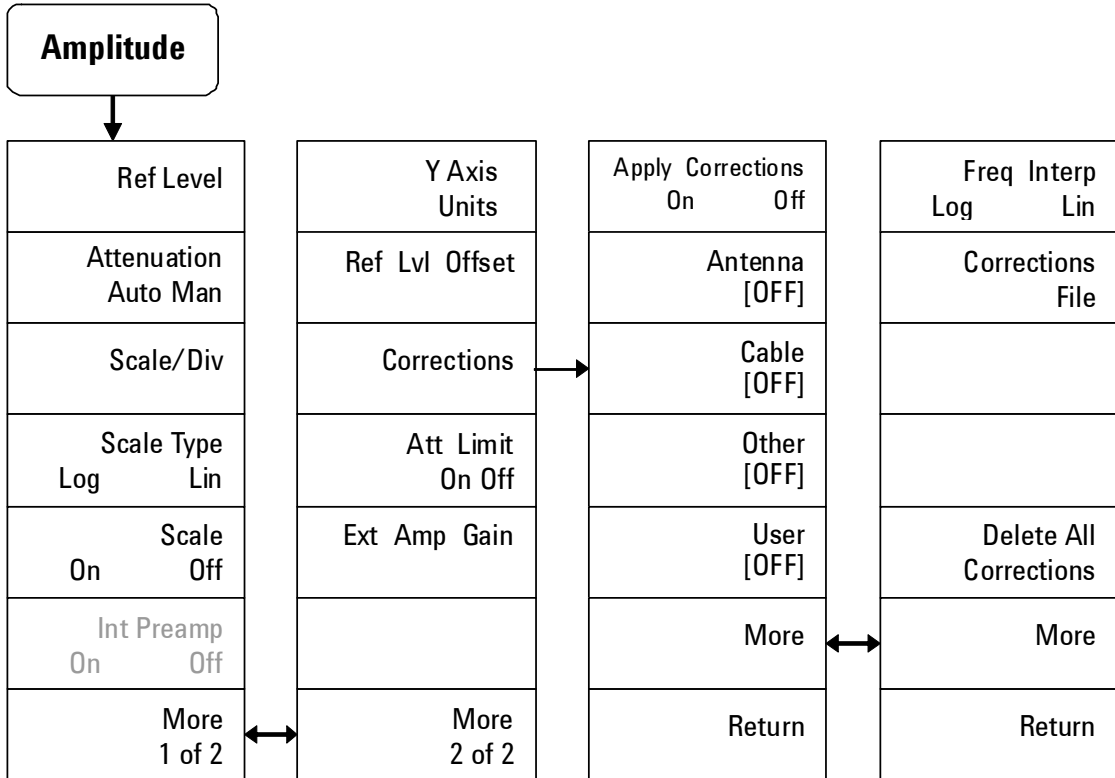 Amplitude
Ref Level
Attenuation
Auto Man
Scale/Div
Scale Type
Log Lin
Scale
On Off
Int Preamp
On Off
More
1 of 2
Y Axis
Units
Ref Lvl Offset
Corrections
Att Limit
On Off
Ext Amp Gain
More
2 of 2
Apply Corrections
On Off
Antenna
[OFF]
Cable
[OFF]
Other
[OFF]
User
[OFF]
More
Return
Freq Interp
Log Lin
Corrections
File
Delete All
Corrections
More
Return